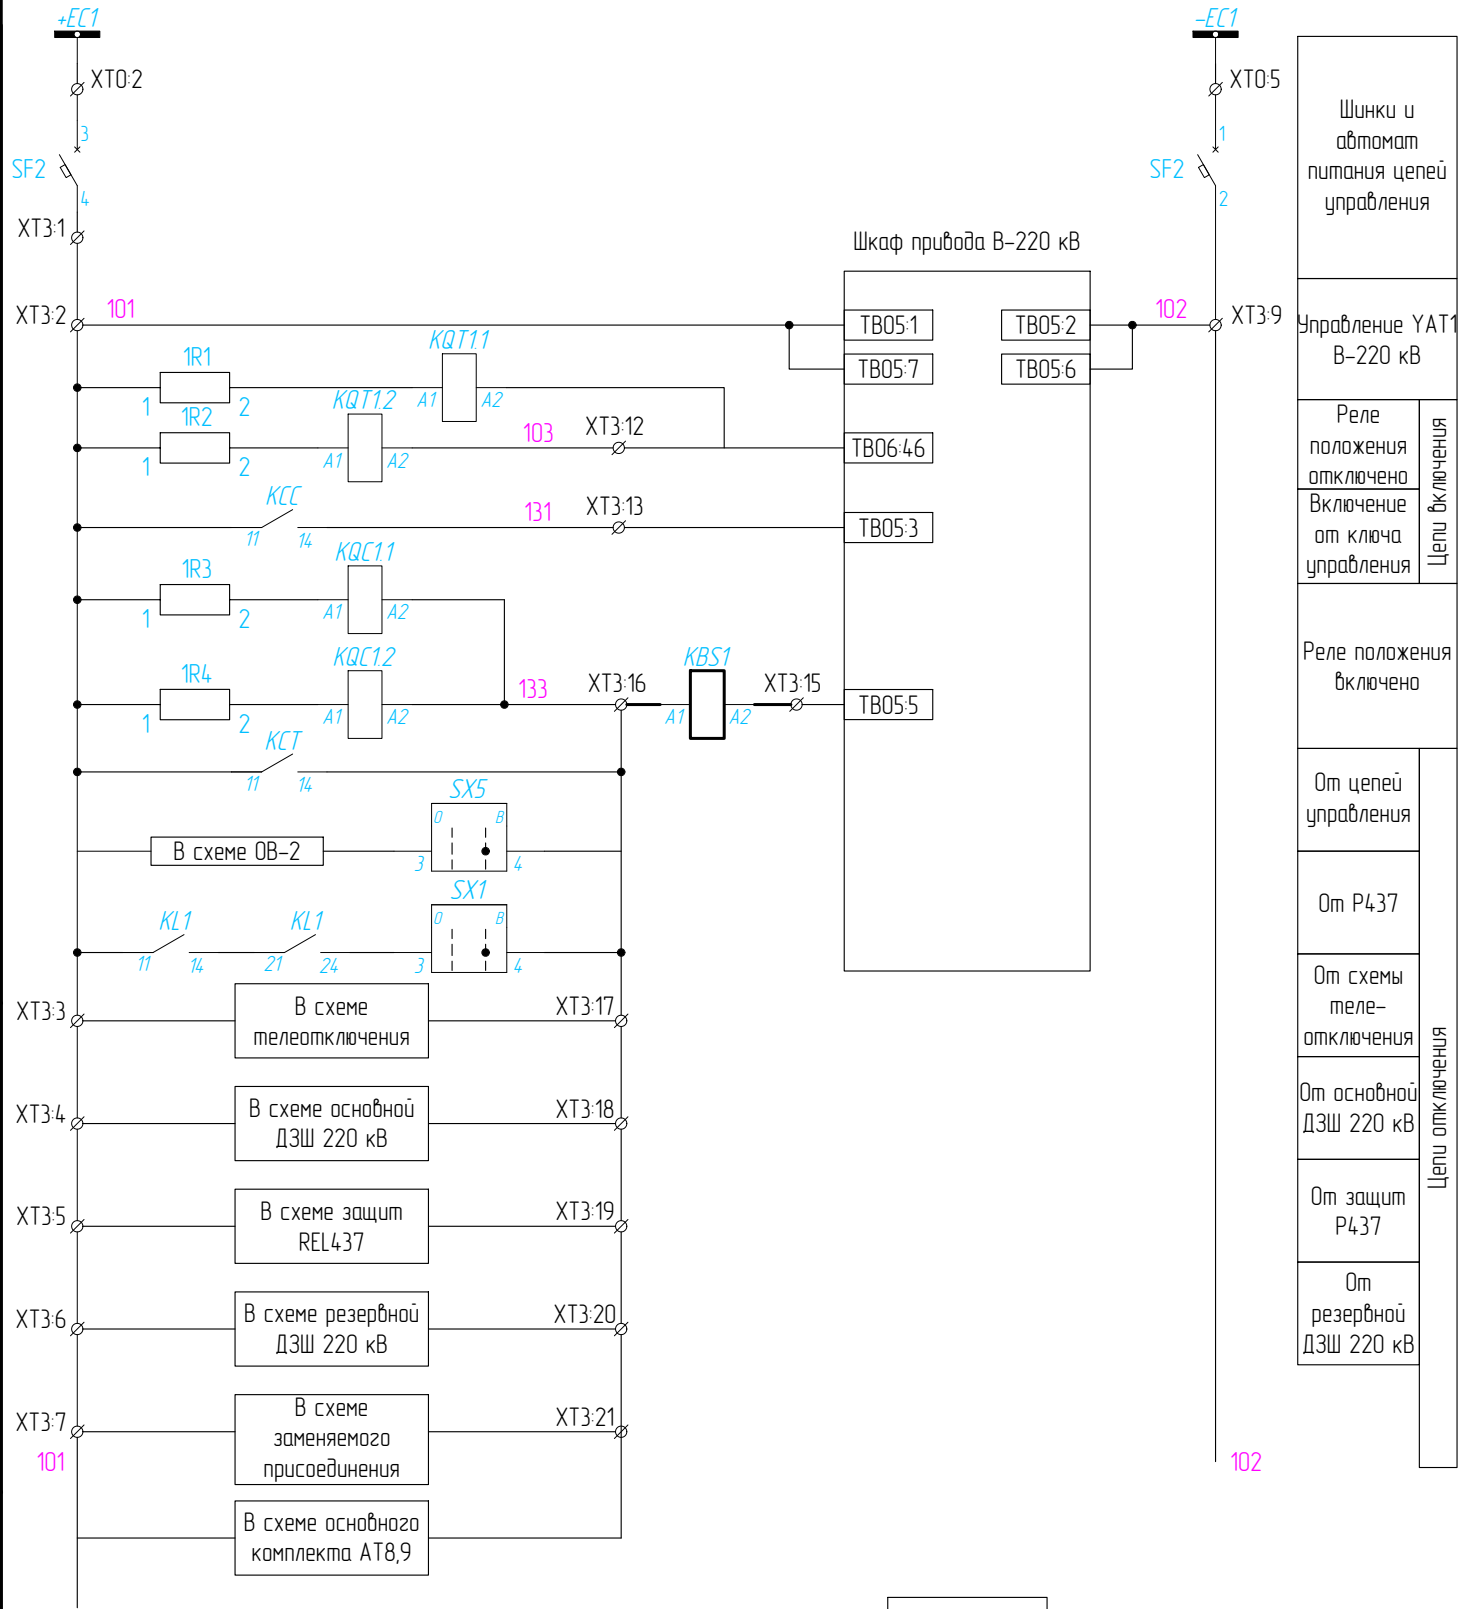 +EC1
-EC1
XT0:2
XT0:5
3
SF2
4
1
SF2
2
XT3:1
Шинки и
автомат
питания цепей
управления
Шкаф привода В-220 кВ
XT3:2
101
TB05:1
TB05:2
102
XT3:9
Управление YAT1
В-220 кВ
TB05:7
TB05:6
1R1
KQT1.1
1
2
A1
A2
1R2
KQT1.2
1
2
A1
A2
103
XT3:12
TB06:46
Реле
положения
отключено
KCC
11
14
131
XT3:13
TB05:3
Включение
от ключа
управления
Цепи включения
1R3
KQC1.1
1
2
A1
A2
1R4
KQC1.2
1
2
A1
A2
133
XT3:16
KBS1
A1
A2
XT3:15
TB05:5
Реле положения
включено
KCT
11
14
От цепей
управления
В схеме ОВ-2
SX5
0
B
3
4
От Р437
KL1
11
14
KL1
21
24
SX1
0
B
3
4
XT3:3
В схеме
телеотключения
XT3:17
От схемы
теле-
отключения
XT3:4
В схеме основной
ДЗШ 220 кВ
XT3:18
От основной
ДЗШ 220 кВ
XT3:5
В схеме защит
REL437
XT3:19
От защит
Р437
XT3:6
В схеме резервной
ДЗШ 220 кВ
XT3:20
От
резервной
ДЗШ 220 кВ
Цепи отключения
XT3:7
В схеме
заменяемого
присоединения
XT3:21
101
102
В схеме основного
комплекта АТ8,9